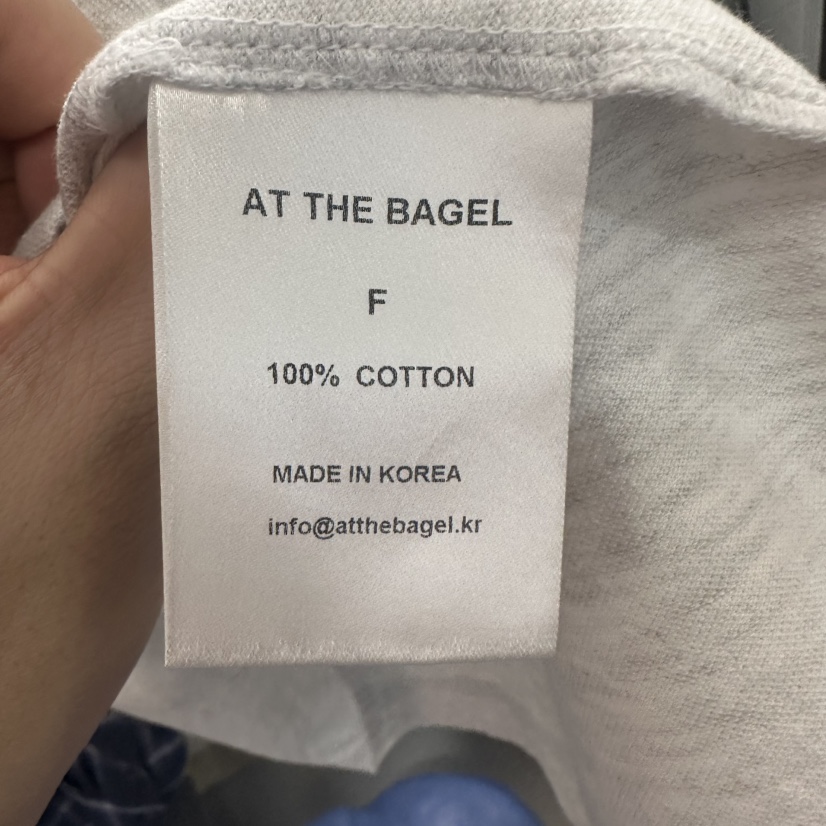 AT THE BAGEL
F
100% COTTON
MADE IN KOREA
info@atthebagel.kr